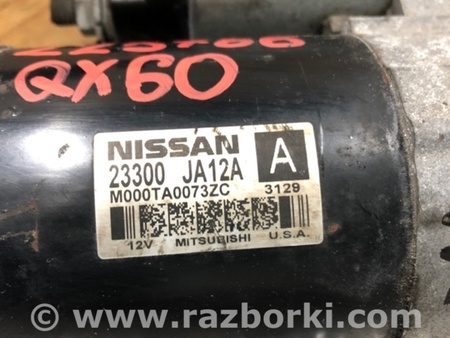 QX60
NISSAN
23300 JA12A A
M000TA0073ZC 3129
12V MITSUBISHI U.S.A.
© www.razborki.com